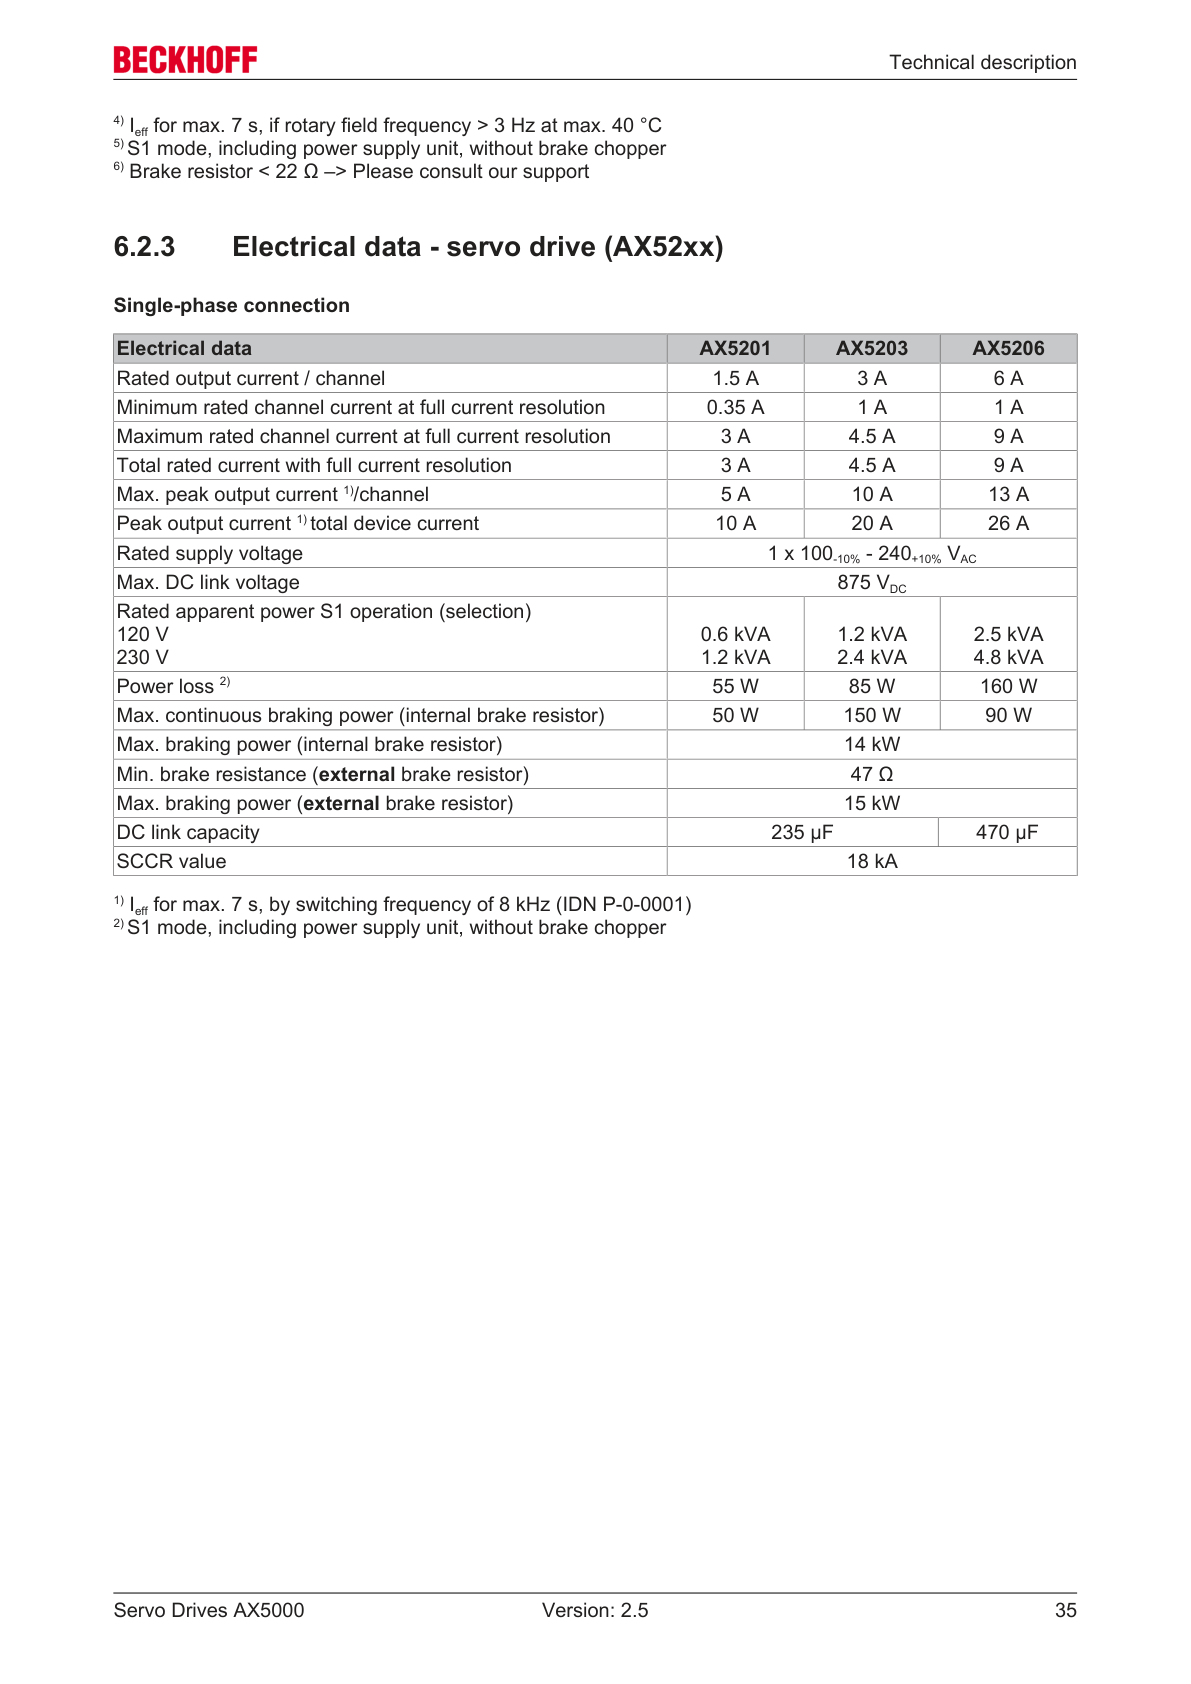 BECKHOFF
Technical description
4) Ieff for max. 7 s, if rotary field frequency > 3 Hz at max. 40 °C
5) S1 mode, including power supply unit, without brake chopper
6) Brake resistor < 22 Ω –> Please consult our support
6.2.3 Electrical data - servo drive (AX52xx)
Single-phase connection
Electrical data AX5201 AX5203 AX5206
Rated output current / channel 1.5 A 3 A 6 A
Minimum rated channel current at full current resolution 0.35 A 1 A 1 A
Maximum rated channel current at full current resolution 3 A 4.5 A 9 A
Total rated current with full current resolution 3 A 4.5 A 9 A
Max. peak output current 1)/channel 5 A 10 A 13 A
Peak output current 1) total device current 10 A 20 A 26 A
Rated supply voltage 1 x 100-10% - 240+10% VAC
Max. DC link voltage 875 VDC
Rated apparent power S1 operation (selection)
120 V 0.6 kVA 1.2 kVA 2.5 kVA
230 V 1.2 kVA 2.4 kVA 4.8 kVA
Power loss 2) 55 W 85 W 160 W
Max. continuous braking power (internal brake resistor) 50 W 150 W 90 W
Max. braking power (internal brake resistor) 14 kW
Min. brake resistance (external brake resistor) 47 Ω
Max. braking power (external brake resistor) 15 kW
DC link capacity 235 µF 470 µF
SCCR value 18 kA
1) Ieff for max. 7 s, by switching frequency of 8 kHz (IDN P-0-0001)
2) S1 mode, including power supply unit, without brake chopper
Servo Drives AX5000 Version: 2.5 35